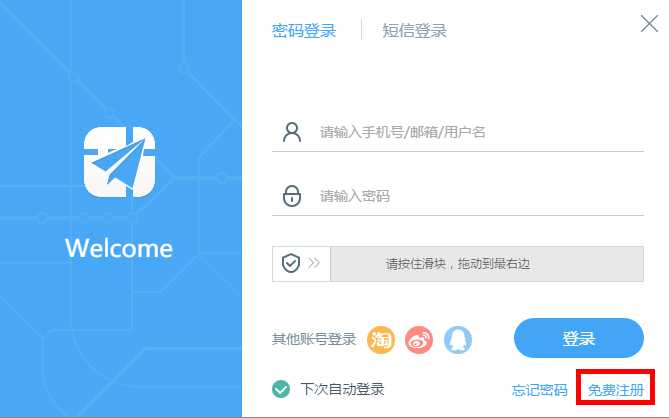 密码登录 短信登录
请输入手机号/邮箱/用户名
Welcome
请输入密码
请按住滑块，拖动到最右边
其他账号登录 淘 登录
下次自动登录 忘记密码 免费注册